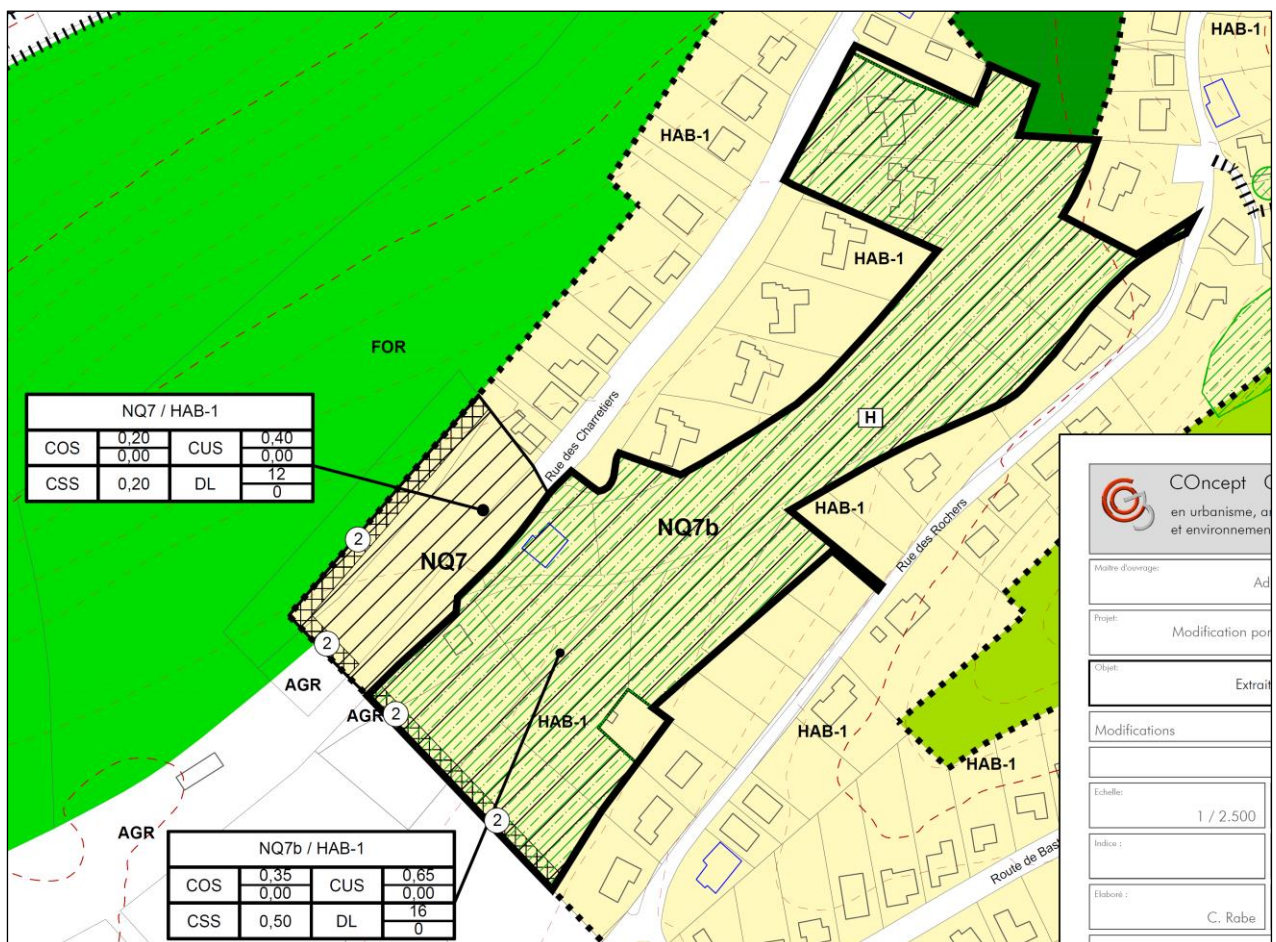 HAB-1
HAB-1
HAB-1
FOR
NQ7 / HAB-1
COS 0,20 CUS 0,40
0,00 0,00
CSS 0,20 DL 12
0
Rue des Charretiers
H
HAB-1
NQ7b
Rue des Rochers
2
NQ7
2
AGR
AGR
2
HAB-1
HAB-1
HAB-1
2
AGR
NQ7b / HAB-1
COS 0,35 CUS 0,65
0,00 0,00
CSS 0,50 DL 16
0
Route de Bast
COncept
en urbanisme,
et environnemen
Maître d'ouvrage:
Ad
Projet:
Modification por
Objet:
Extrait
Modifications
Echelle:
1 / 2.500
Indice :
Elaboré :
C. Rabe